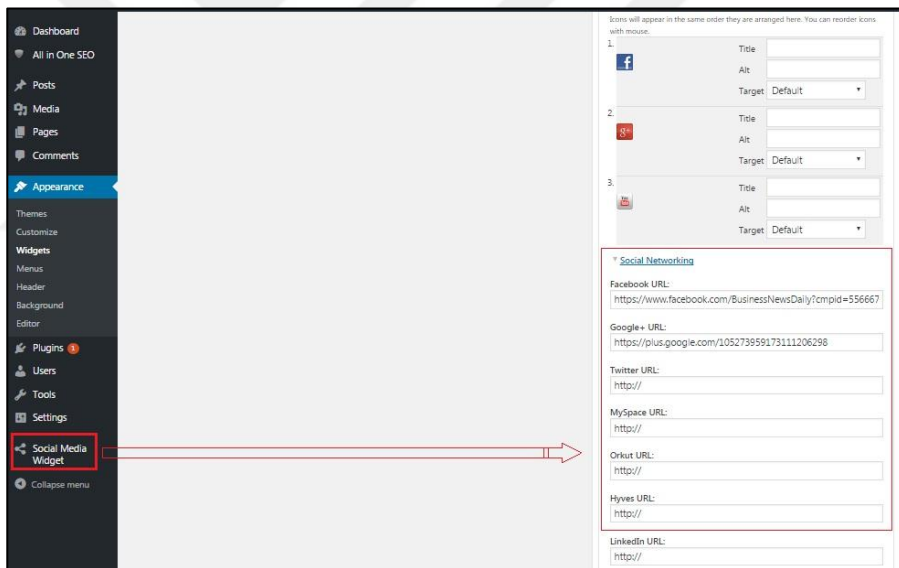 Dashboard
All in One SEO
Posts
Media
Pages
Comments
Appearance
Themes
Customize
Widgets
Menus
Header
Background
Editor
Plugins 1
Users
Tools
Settings
Social Media
Widget
Collapse menu
Icons will appear in the same order they are arranged here. You can reorder icons
with mouse.
1.
f
Title
Alt
Target Default
2.
g+
Title
Alt
Target Default
3.
You
Title
Alt
Target Default
Social Networking
Facebook URL:
https://www.facebook.com/BusinessNewsDaily?cmpid=556667
Google+ URL:
https://plus.google.com/105273959173111206298
Twitter URL:
http://
MySpace URL:
http://
Orkut URL:
http://
Hyves URL:
http://
LinkedIn URL:
http://